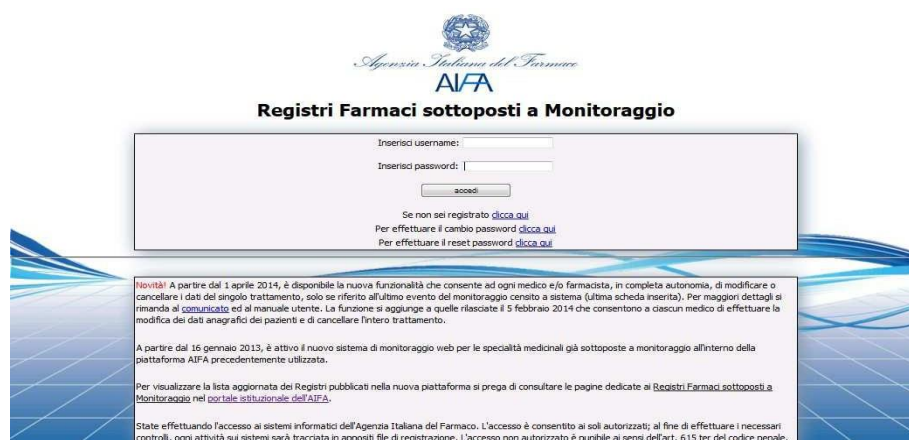 Agenzia Italiana del Farmaco
AIFA
Registri Farmaci sottoposti a Monitoraggio
Inserisci username:
Inserisci password:
accedi
Se non sei registrato clicca qui
Per effettuare il cambio password clicca qui
Per effettuare il reset password clicca qui
Novità! A partire dal 1 aprile 2014, è disponibile la nuova funzionalità che consente ad ogni medico e/o farmacista, in completa autonomia, di modificare o
cancellare i dati del singolo trattamento, solo se riferito all'ultimo evento del monitoraggio censito a sistema (ultima scheda inserita). Per maggiori dettagli si
rimanda al comunicato ed al manuale utente. La funzione si aggiunge a quelle rilasciate il 5 febbraio 2014 che consentono a ciascun medico di effettuare la
modifica dei dati anagrafici dei pazienti e di cancellare l'intero trattamento.
A partire dal 16 gennaio 2013, è attivo il nuovo sistema di monitoraggio web per le specialità medicinali già sottoposte a monitoraggio all'interno della
piattaforma AIFA precedentemente utilizzata.
Per visualizzare la lista aggiornata dei Registri pubblicati nella nuova piattaforma si prega di consultare le pagine dedicate ai Registri Farmaci sottoposti a
Monitoraggio nel portale istituzionale dell'AIFA.
State effettuando l'accesso ai sistemi informatici dell'Agenzia Italiana del Farmaco. L'accesso è consentito ai soli autorizzati; al fine di effettuare i necessari
controlli, ogni attività sui sistemi sarà tracciata in appositi file di registrazione. L'accesso non autorizzato è punibile ai sensi dell'art. 615 ter del codice penale.